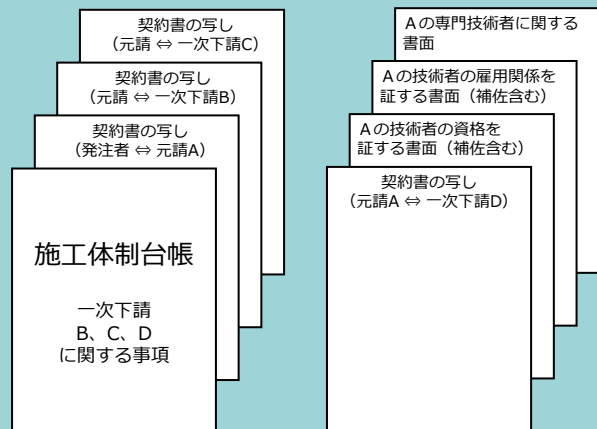 契約書の写し
（元請 ⇔ 一次下請C）
契約書の写し
（元請 ⇔ 一次下請B）
契約書の写し
（発注者 ⇔ 元請A）
施工体制台帳
一次下請
B、C、D
に関する事項
Ａの専門技術者に関する
書面
Ａの技術者の雇用関係を
証する書面（補佐含む）
Ａの技術者の資格を
証する書面（補佐含む）
契約書の写し
（元請A ⇔ 一次下請D）